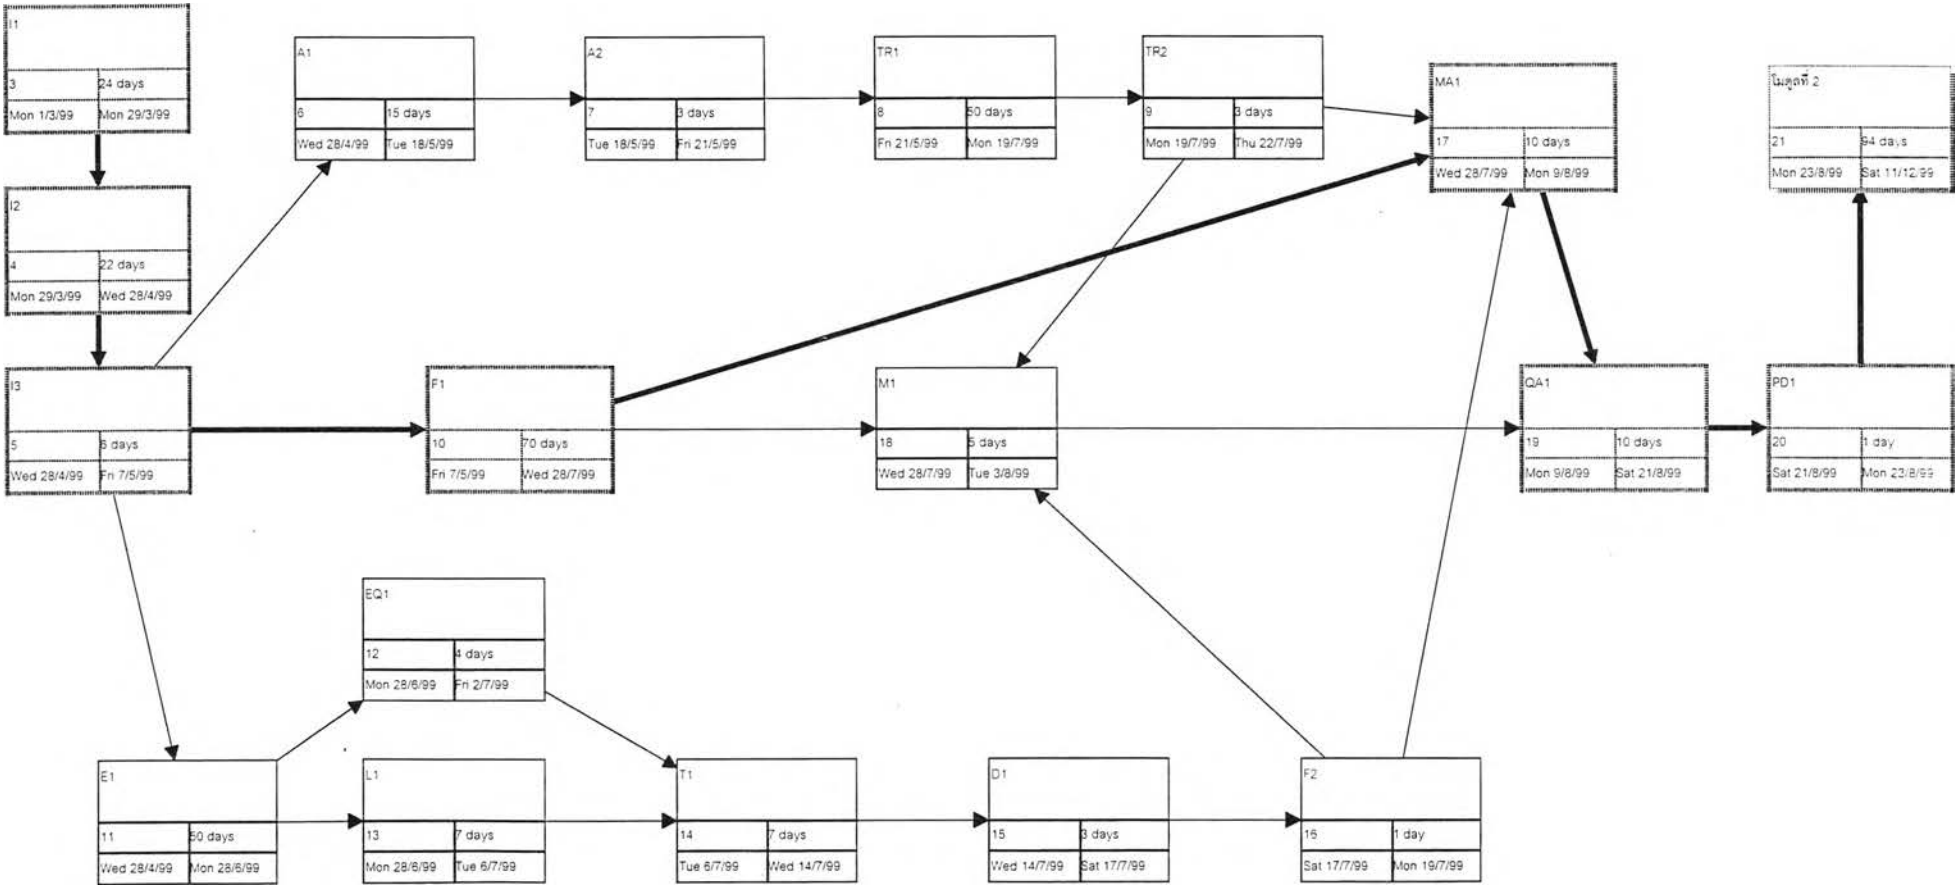 I1
3 24 days
Mon 1/3/99 Mon 29/3/99
A1
6 15 days
Wed 28/4/99 Tue 18/5/99
A2
7 3 days
Tue 18/5/99 Fri 21/5/99
TR1
8 50 days
Fri 21/5/99 Mon 19/7/99
TR2
9 3 days
Mon 19/7/99 Thu 22/7/99
MA1
17 10 days
Wed 28/7/99 Mon 9/8/99
โมดูลที่ 2
21 94 days
Mon 23/8/99 Sat 11/12/99
I2
4 22 days
Mon 29/3/99 Wed 28/4/99
I3
5 6 days
Wed 28/4/99 Fri 7/5/99
F1
10 70 days
Fri 7/5/99 Wed 28/7/99
M1
18 5 days
Wed 28/7/99 Tue 3/8/99
QA1
19 10 days
Mon 9/8/99 Sat 21/8/99
PD1
20 1 day
Sat 21/8/99 Mon 23/8/99
EQ1
12 4 days
Mon 28/6/99 Fri 2/7/99
E1
11 50 days
Wed 28/4/99 Mon 28/6/99
L1
13 7 days
Mon 28/6/99 Tue 6/7/99
T1
14 7 days
Tue 6/7/99 Wed 14/7/99
D1
15 3 days
Wed 14/7/99 Sat 17/7/99
F2
16 1 day
Sat 17/7/99 Mon 19/7/99